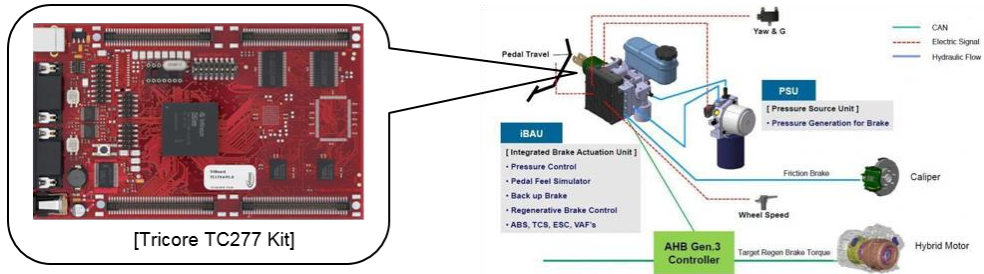 [Tricore TC277 Kit]
Pedal Travel
Yaw & G
CAN
Electric Signal
Hydraulic Flow
PSU
[ Pressure Source Unit ]
• Pressure Generation for Brake
iBAU
[ Integrated Brake Actuation Unit ]
• Pressure Control
• Pedal Feel Simulator
• Back up Brake
• Regenerative Brake Control
• ABS, TCS, ESC, VAF's
Friction Brake
Caliper
Wheel Speed
AHB Gen.3
Controller
Target Regen Brake Torque
Hybrid Motor